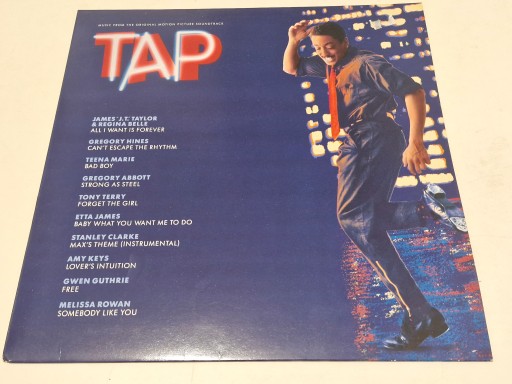 MUSIC FROM THE ORIGINAL MOTION PICTURE SOUNDTRACK
TAP
JAMES "J.T." TAYLOR
& REGINA BELLE
ALL I WANT IS FOREVER
GREGORY HINES
CAN'T ESCAPE THE RHYTHM
TEENA MARIE
BAD BOY
GREGORY ABBOTT
STRONG AS STEEL
TONY TERRY
FORGET THE GIRL
ETTA JAMES
BABY WHAT YOU WANT ME TO DO
STANLEY CLARKE
MAX'S THEME (INSTRUMENTAL)
AMY KEYS
LOVER'S INTUITION
GWEN GUTHRIE
FREE
MELISSA ROWAN
SOMEBODY LIKE YOU